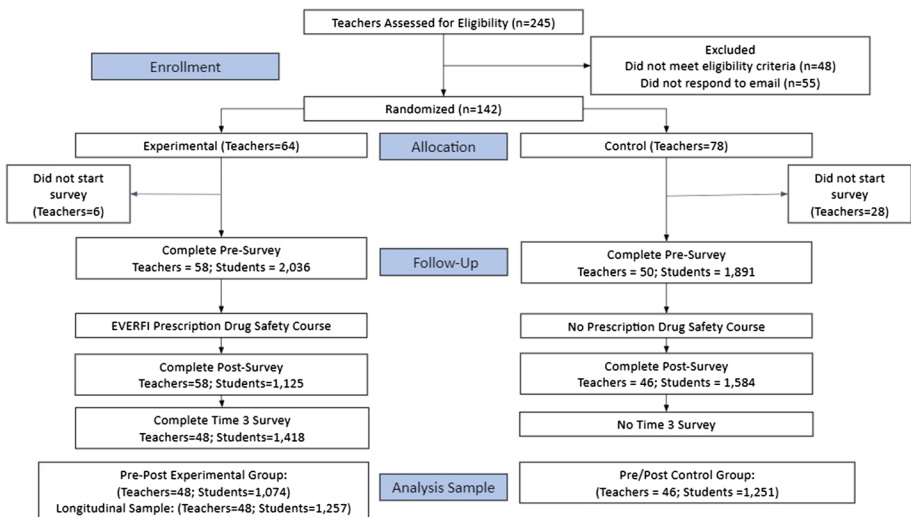 Teachers Assessed for Eligibility (n=245)
Excluded
Did not meet eligibility criteria (n=48)
Did not respond to email (n=55)
Enrollment
Randomized (n=142)
Experimental (Teachers=64)
Allocation
Control (Teachers=78)
Did not start
survey
(Teachers=6)
Did not start
survey
(Teachers=28)
Complete Pre-Survey
Teachers = 58; Students = 2,036
Follow-Up
Complete Pre-Survey
Teachers = 50; Students = 1,891
EVERFI Prescription Drug Safety Course
No Prescription Drug Safety Course
Complete Post-Survey
Teachers=58; Students=1,125
Complete Post-Survey
Teachers = 46; Students = 1,584
Complete Time 3 Survey
Teachers=48; Students=1,418
No Time 3 Survey
Pre-Post Experimental Group:
(Teachers=48; Students=1,074)
Longitudinal Sample: (Teachers=48; Students=1,257)
Analysis Sample
Pre/Post Control Group:
(Teachers = 46; Students =1,251)